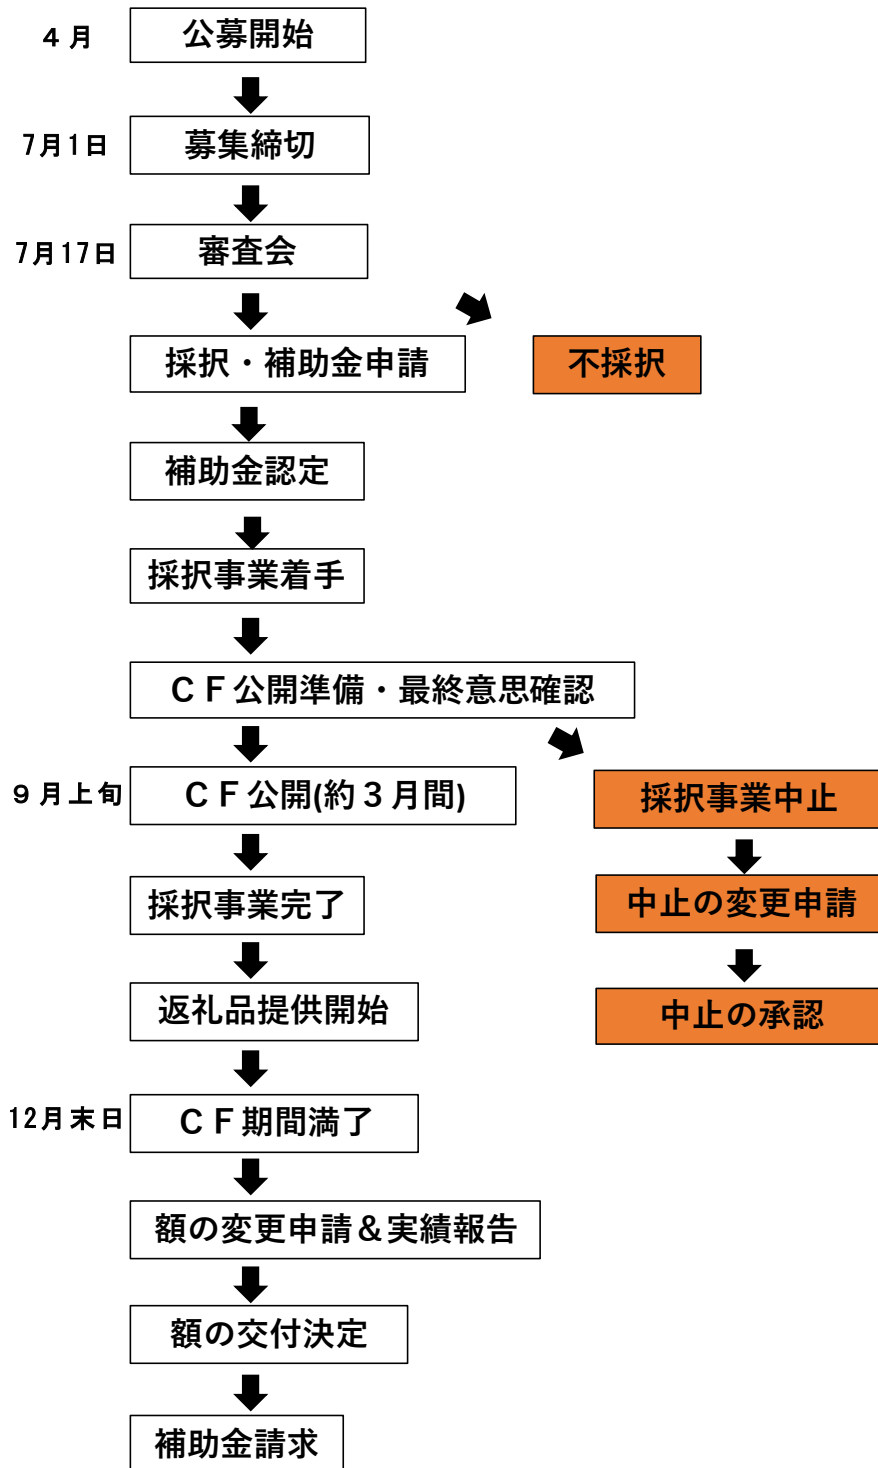 ４月 公募開始
7月1日 募集締切
7月17日 審査会
採択・補助金申請 不採択
補助金認定
採択事業着手
ＣＦ公開準備・最終意思確認
９月上旬 ＣＦ公開(約３月間) 採択事業中止
採択事業完了 中止の変更申請
返礼品提供開始 中止の承認
12月末日 ＣＦ期間満了
額の変更申請＆実績報告
額の交付決定
補助金請求